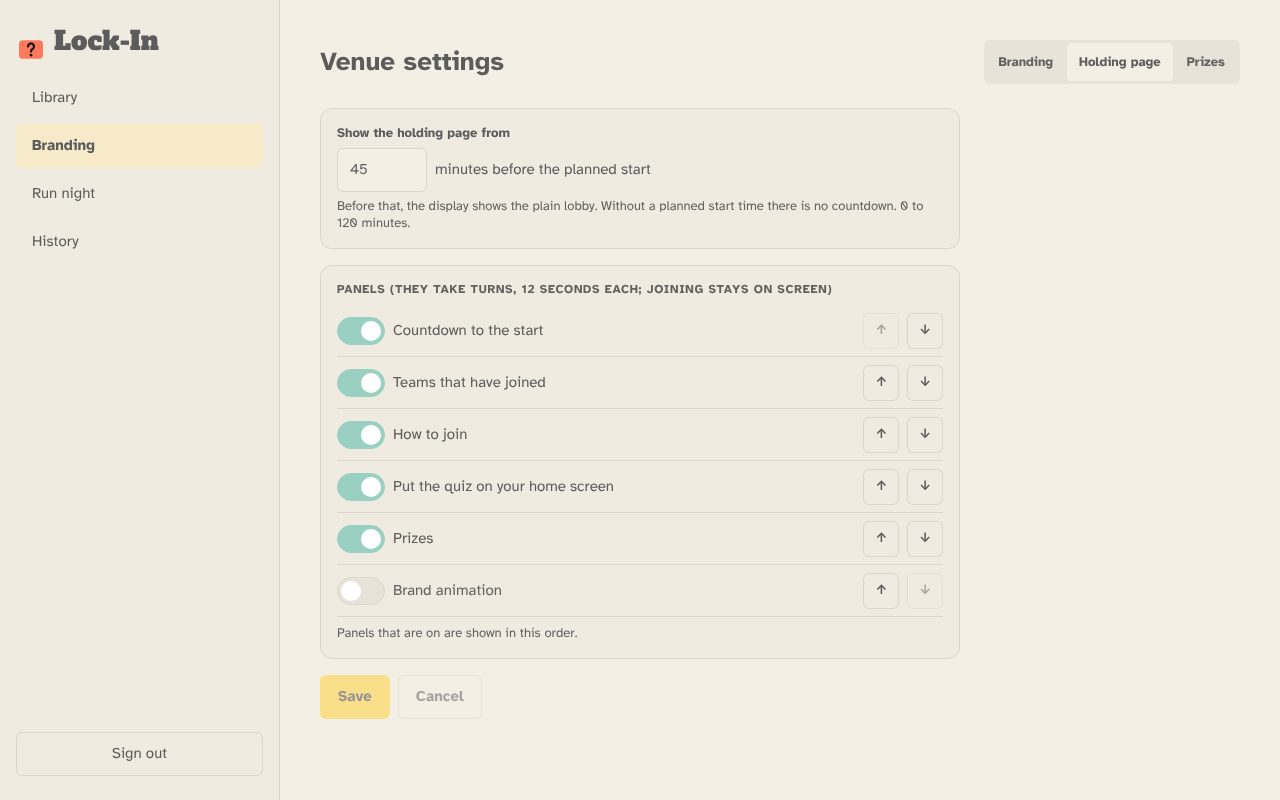 ? Lock-In
Library
Branding
Run night
History
Sign out
Venue settings
Branding Holding page Prizes
Show the holding page from
45 minutes before the planned start
Before that, the display shows the plain lobby. Without a planned start time there is no countdown. 0 to
120 minutes.
PANELS (THEY TAKE TURNS, 12 SECONDS EACH; JOINING STAYS ON SCREEN)
Countdown to the start ↑ ↓
Teams that have joined ↑ ↓
How to join ↑ ↓
Put the quiz on your home screen ↑ ↓
Prizes ↑ ↓
Brand animation ↑ ↓
Panels that are on are shown in this order.
Save Cancel